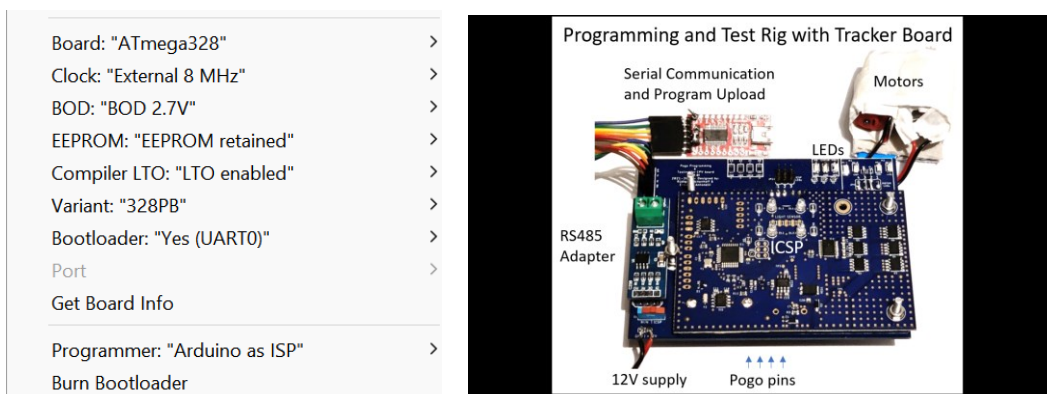 Board: "ATmega328"
Clock: "External 8 MHz"
BOD: "BOD 2.7V"
EEPROM: "EEPROM retained"
Compiler LTO: "LTO enabled"
Variant: "328PB"
Bootloader: "Yes (UART0)"
Port
Get Board Info
Programmer: "Arduino as ISP"
Burn Bootloader
Programming and Test Rig with Tracker Board
Serial Communication
and Program Upload
Motors
LEDs
RS485
Adapter
ICSP
12V supply
Pogo pins